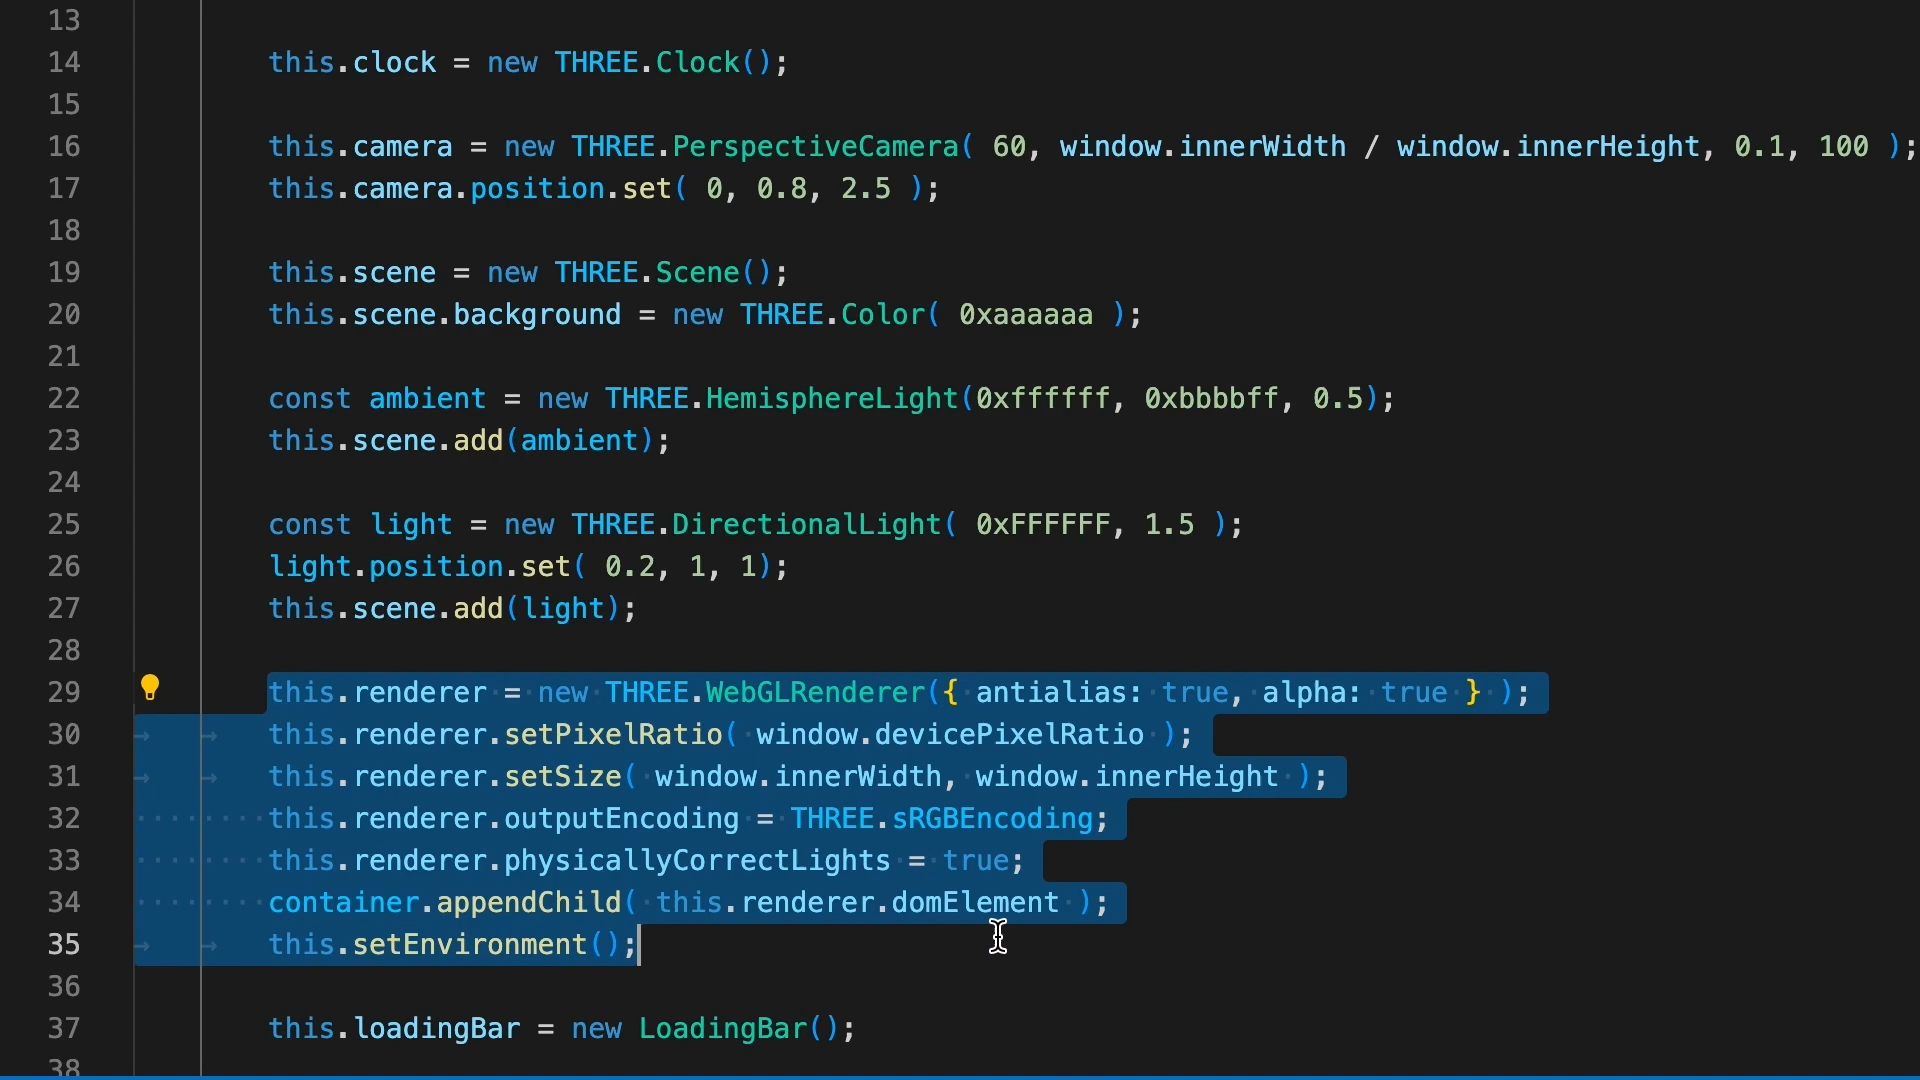 13
14 this.clock = new THREE.Clock();
15
16 this.camera = new THREE.PerspectiveCamera( 60, window.innerWidth / window.innerHeight, 0.1, 100 );
17 this.camera.position.set( 0, 0.8, 2.5 );
18
19 this.scene = new THREE.Scene();
20 this.scene.background = new THREE.Color( 0xaaaaaa );
21
22 const ambient = new THREE.HemisphereLight(0xffffff, 0xbbbbff, 0.5);
23 this.scene.add(ambient);
24
25 const light = new THREE.DirectionalLight( 0xFFFFFF, 1.5 );
26 light.position.set( 0.2, 1, 1);
27 this.scene.add(light);
28
29 this.renderer = new THREE.WebGLRenderer({ antialias: true, alpha: true } );
30 this.renderer.setPixelRatio( window.devicePixelRatio );
31 this.renderer.setSize( window.innerWidth, window.innerHeight );
32 this.renderer.outputEncoding = THREE.sRGBEncoding;
33 this.renderer.physicallyCorrectLights = true;
34 container.appendChild( this.renderer.domElement );
35 this.setEnvironment();
36
37 this.loadingBar = new LoadingBar();
38